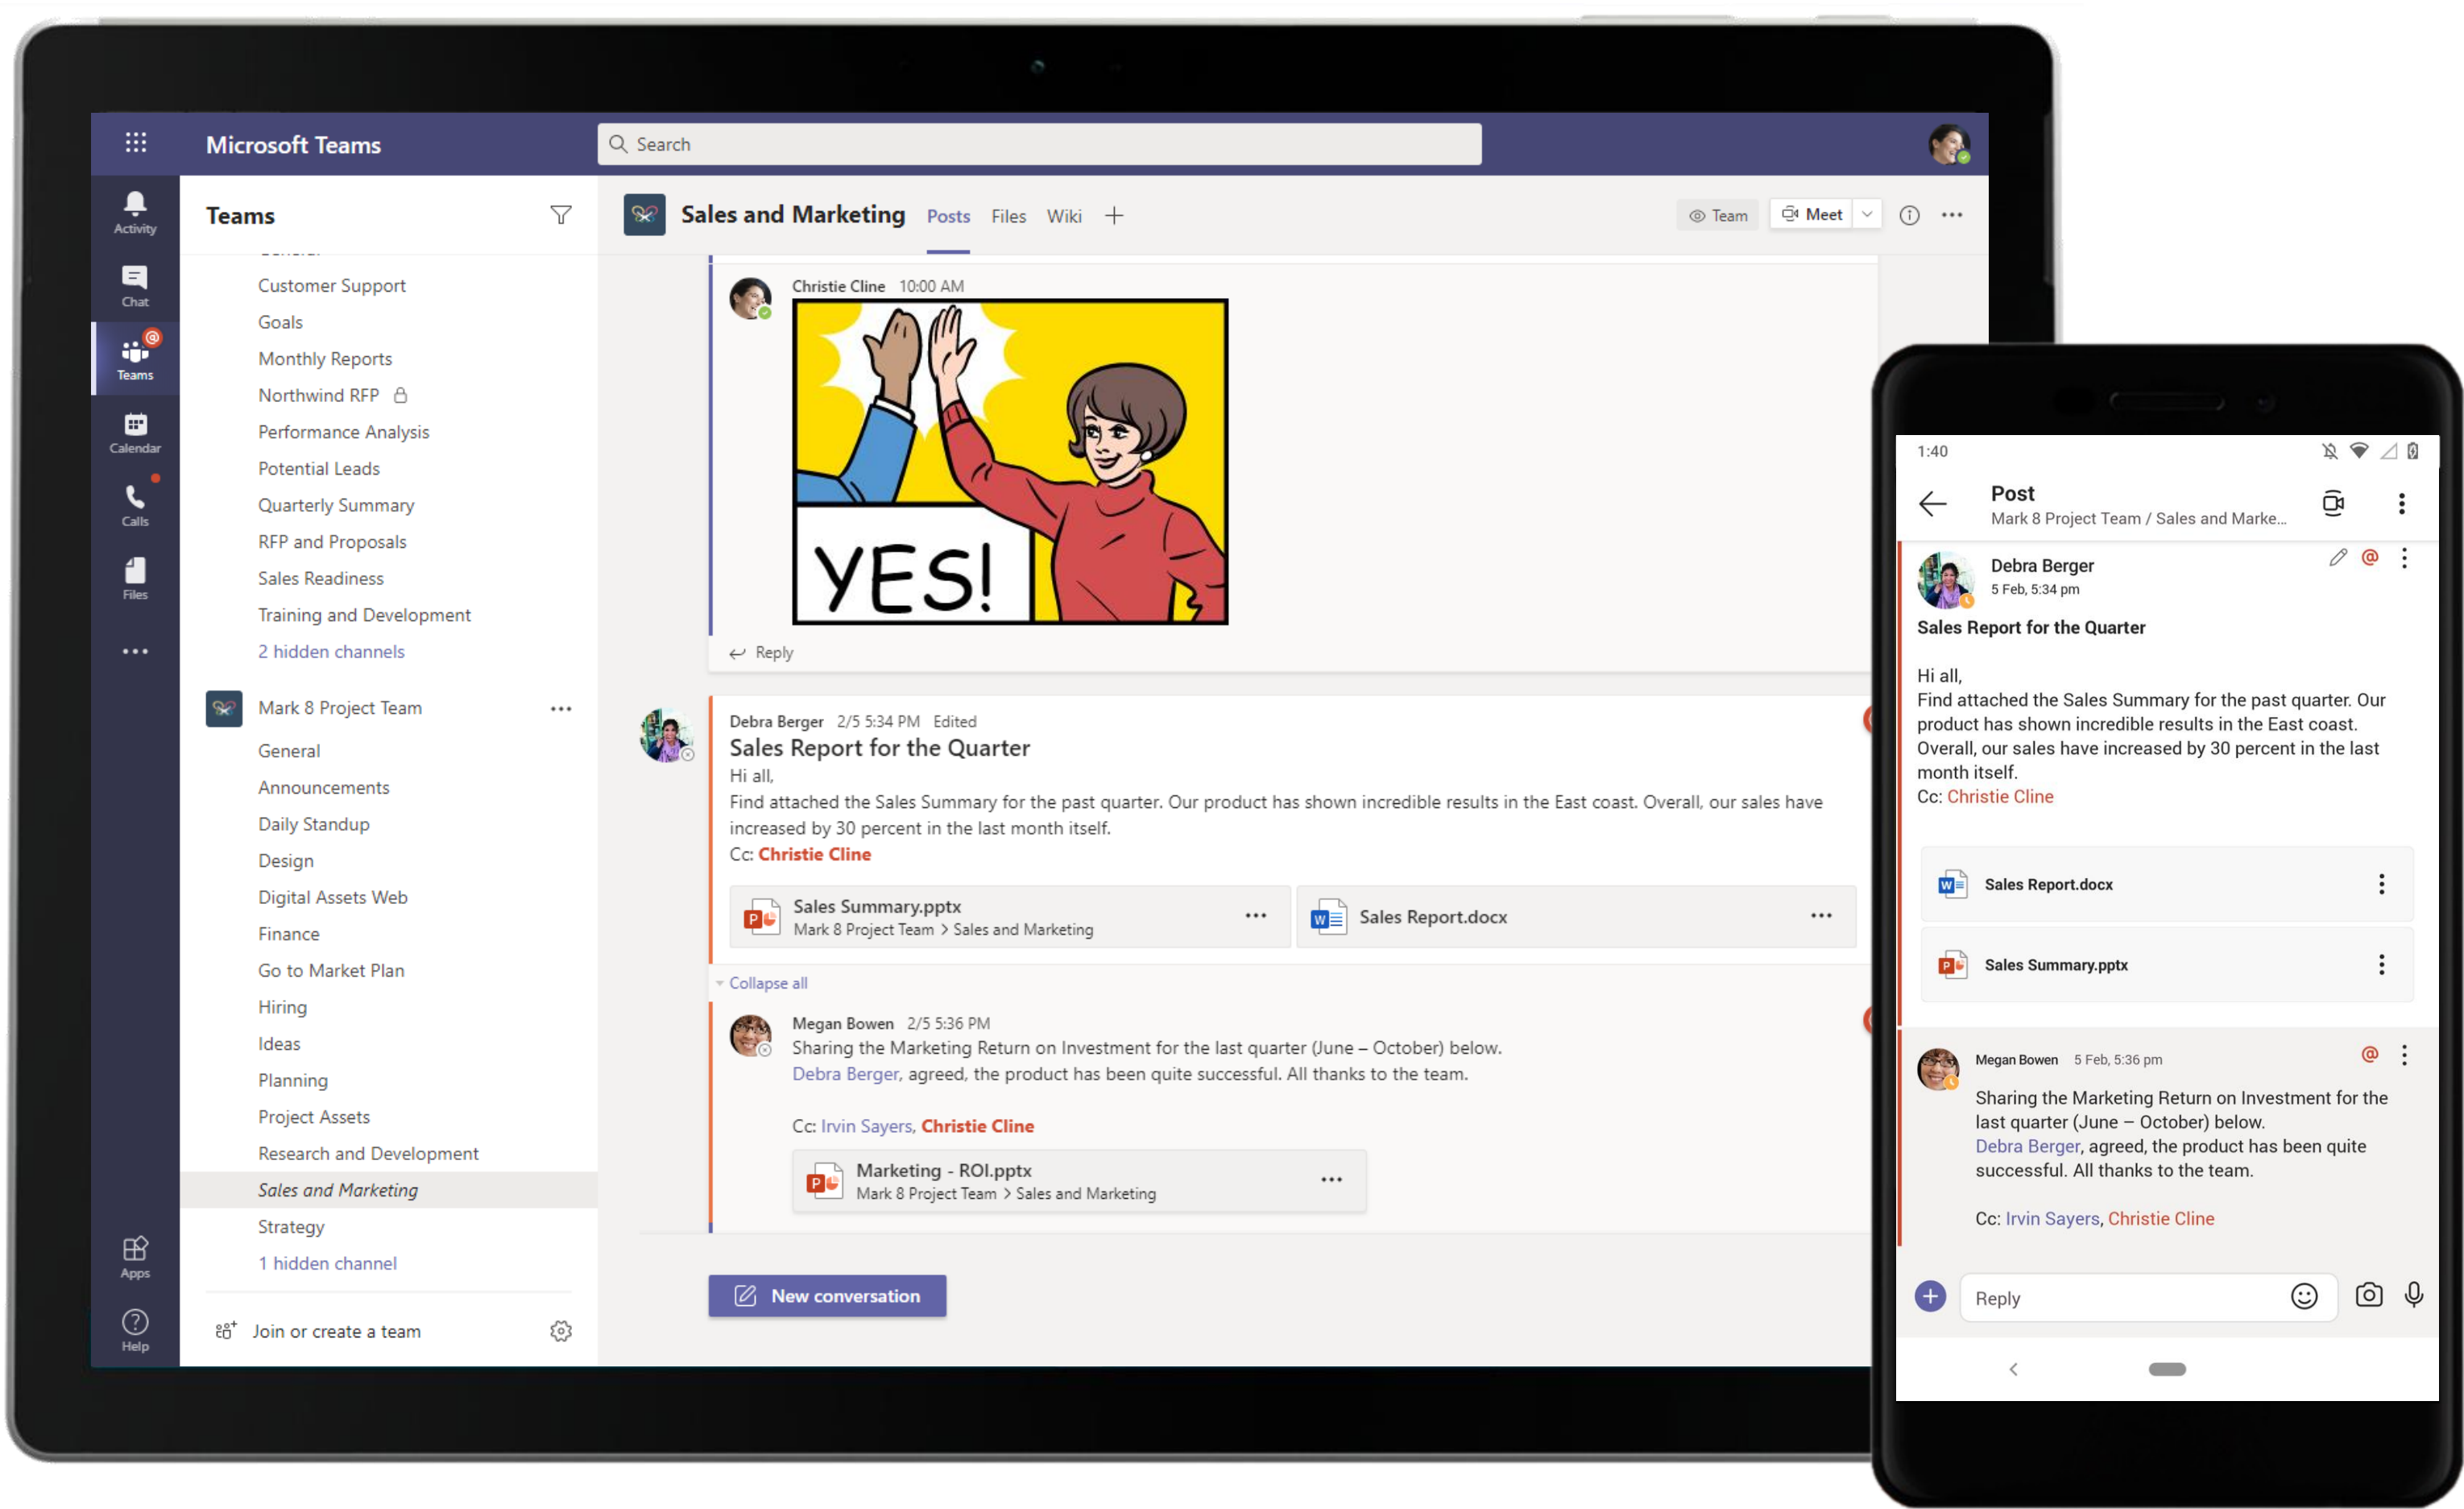 Microsoft Teams
Search
Activity
Chat
Teams
Calendar
Calls
Files
Apps
Help
Teams
Customer Support
Goals
Monthly Reports
Northwind RFP
Performance Analysis
Potential Leads
Quarterly Summary
RFP and Proposals
Sales Readiness
Training and Development
2 hidden channels
Mark 8 Project Team
General
Announcements
Daily Standup
Design
Digital Assets Web
Finance
Go to Market Plan
Hiring
Ideas
Planning
Project Assets
Research and Development
Sales and Marketing
Strategy
1 hidden channel
Join or create a team
Sales and Marketing Posts Files Wiki
Team Meet
Christie Cline 10:00 AM
YES!
Reply
Debra Berger 2/5 5:34 PM Edited
Sales Report for the Quarter
Hi all,
Find attached the Sales Summary for the past quarter. Our product has shown incredible results in the East coast. Overall, our sales have
increased by 30 percent in the last month itself.
Cc: Christie Cline
Sales Summary.pptx
Mark 8 Project Team > Sales and Marketing
Sales Report.docx
Collapse all
Megan Bowen 2/5 5:36 PM
Sharing the Marketing Return on Investment for the last quarter (June – October) below.
Debra Berger, agreed, the product has been quite successful. All thanks to the team.
Cc: Irvin Sayers, Christie Cline
Marketing - ROI.pptx
Mark 8 Project Team > Sales and Marketing
New conversation
1:40
Post
Mark 8 Project Team / Sales and Marke...
Debra Berger
5 Feb, 5:34 pm
Sales Report for the Quarter
Hi all,
Find attached the Sales Summary for the past quarter. Our
product has shown incredible results in the East coast.
Overall, our sales have increased by 30 percent in the last
month itself.
Cc: Christie Cline
Sales Report.docx
Sales Summary.pptx
Megan Bowen 5 Feb, 5:36 pm
Sharing the Marketing Return on Investment for the
last quarter (June – October) below.
Debra Berger, agreed, the product has been quite
successful. All thanks to the team.
Cc: Irvin Sayers, Christie Cline
Reply